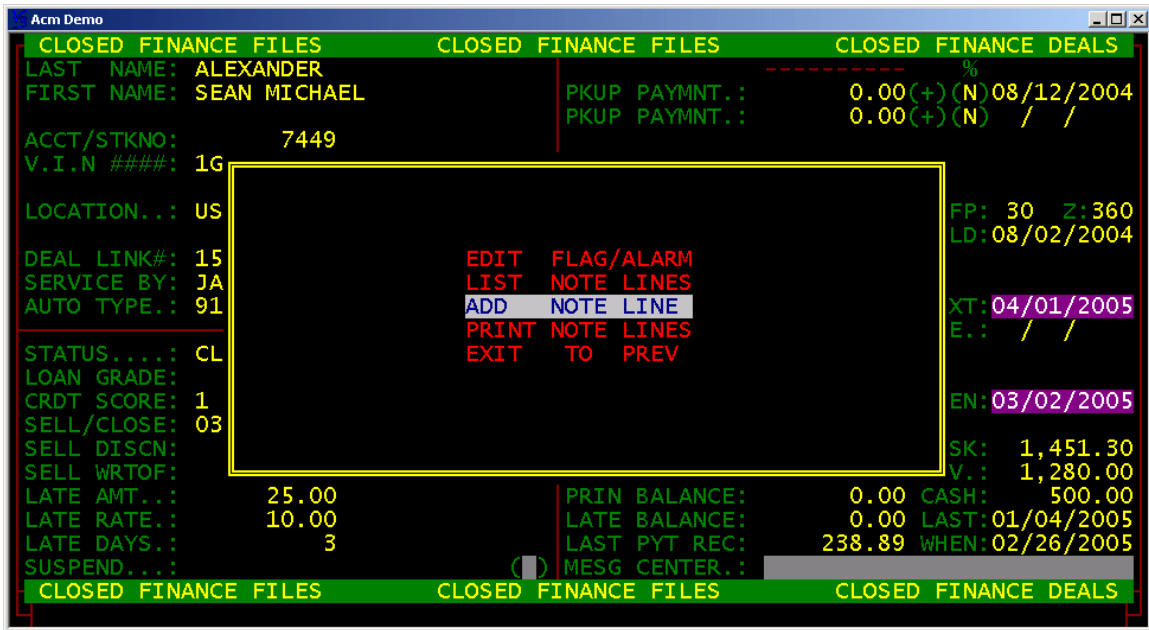 Acm Demo
CLOSED FINANCE FILES CLOSED FINANCE FILES CLOSED FINANCE DEALS
LAST NAME: ALEXANDER ---------- %
FIRST NAME: SEAN MICHAEL PKUP PAYMNT.: 0.00(+)(N)08/12/2004
PKUP PAYMNT.: 0.00(+)(N) / /
ACCT/STKNO: 7449
V.I.N ####: 1G
LOCATION..: US FP: 30 Z:360
LD:08/02/2004
DEAL LINK#: 15 EDIT FLAG/ALARM
SERVICE BY: JA LIST NOTE LINES
AUTO TYPE.: 91 ADD NOTE LINE XT:04/01/2005
PRINT NOTE LINES E.: / /
STATUS....: CL EXIT TO PREV
LOAN GRADE:
CRDT SCORE: 1 EN:03/02/2005
SELL/CLOSE: 03
SELL DISCN: SK: 1,451.30
SELL WRTOF: V.: 1,280.00
LATE AMT..: 25.00 PRIN BALANCE: 0.00 CASH: 500.00
LATE RATE.: 10.00 LATE BALANCE: 0.00 LAST:01/04/2005
LATE DAYS.: 3 LAST PYT REC: 238.89 WHEN:02/26/2005
SUSPEND...: ( ) MESG CENTER.:
CLOSED FINANCE FILES CLOSED FINANCE FILES CLOSED FINANCE DEALS